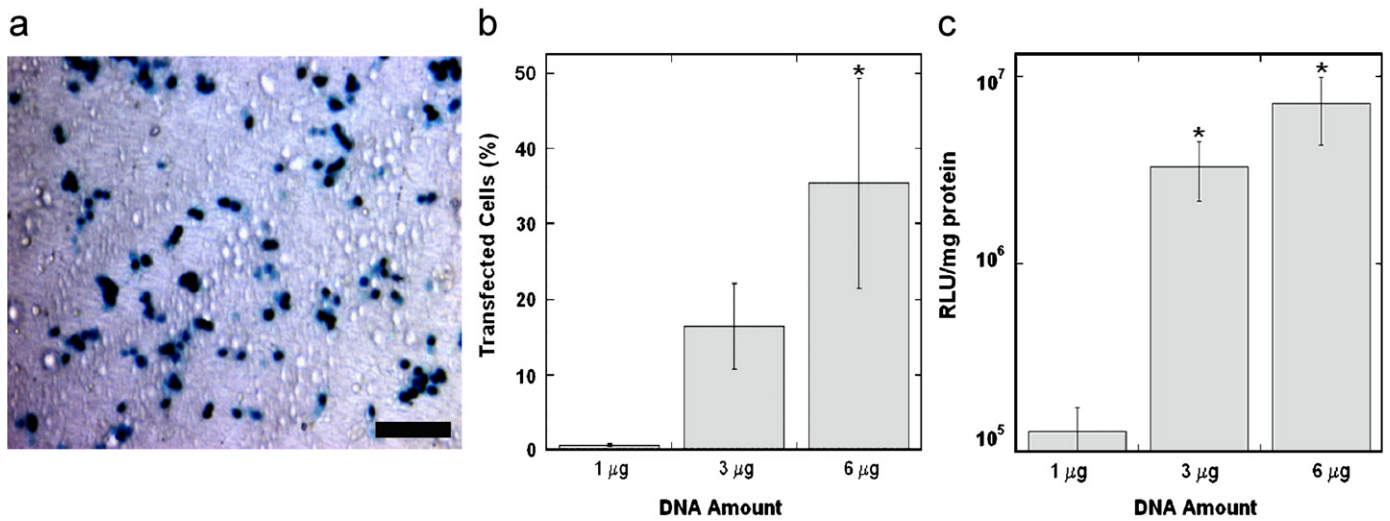 a
b
50
40
30
20
10
0
Transfected Cells (%)
*
1 μg
3 μg
6 μg
DNA Amount
c
10⁷
10⁶
10⁵
RLU/mg protein
*
*
1 μg
3 μg
6 μg
DNA Amount